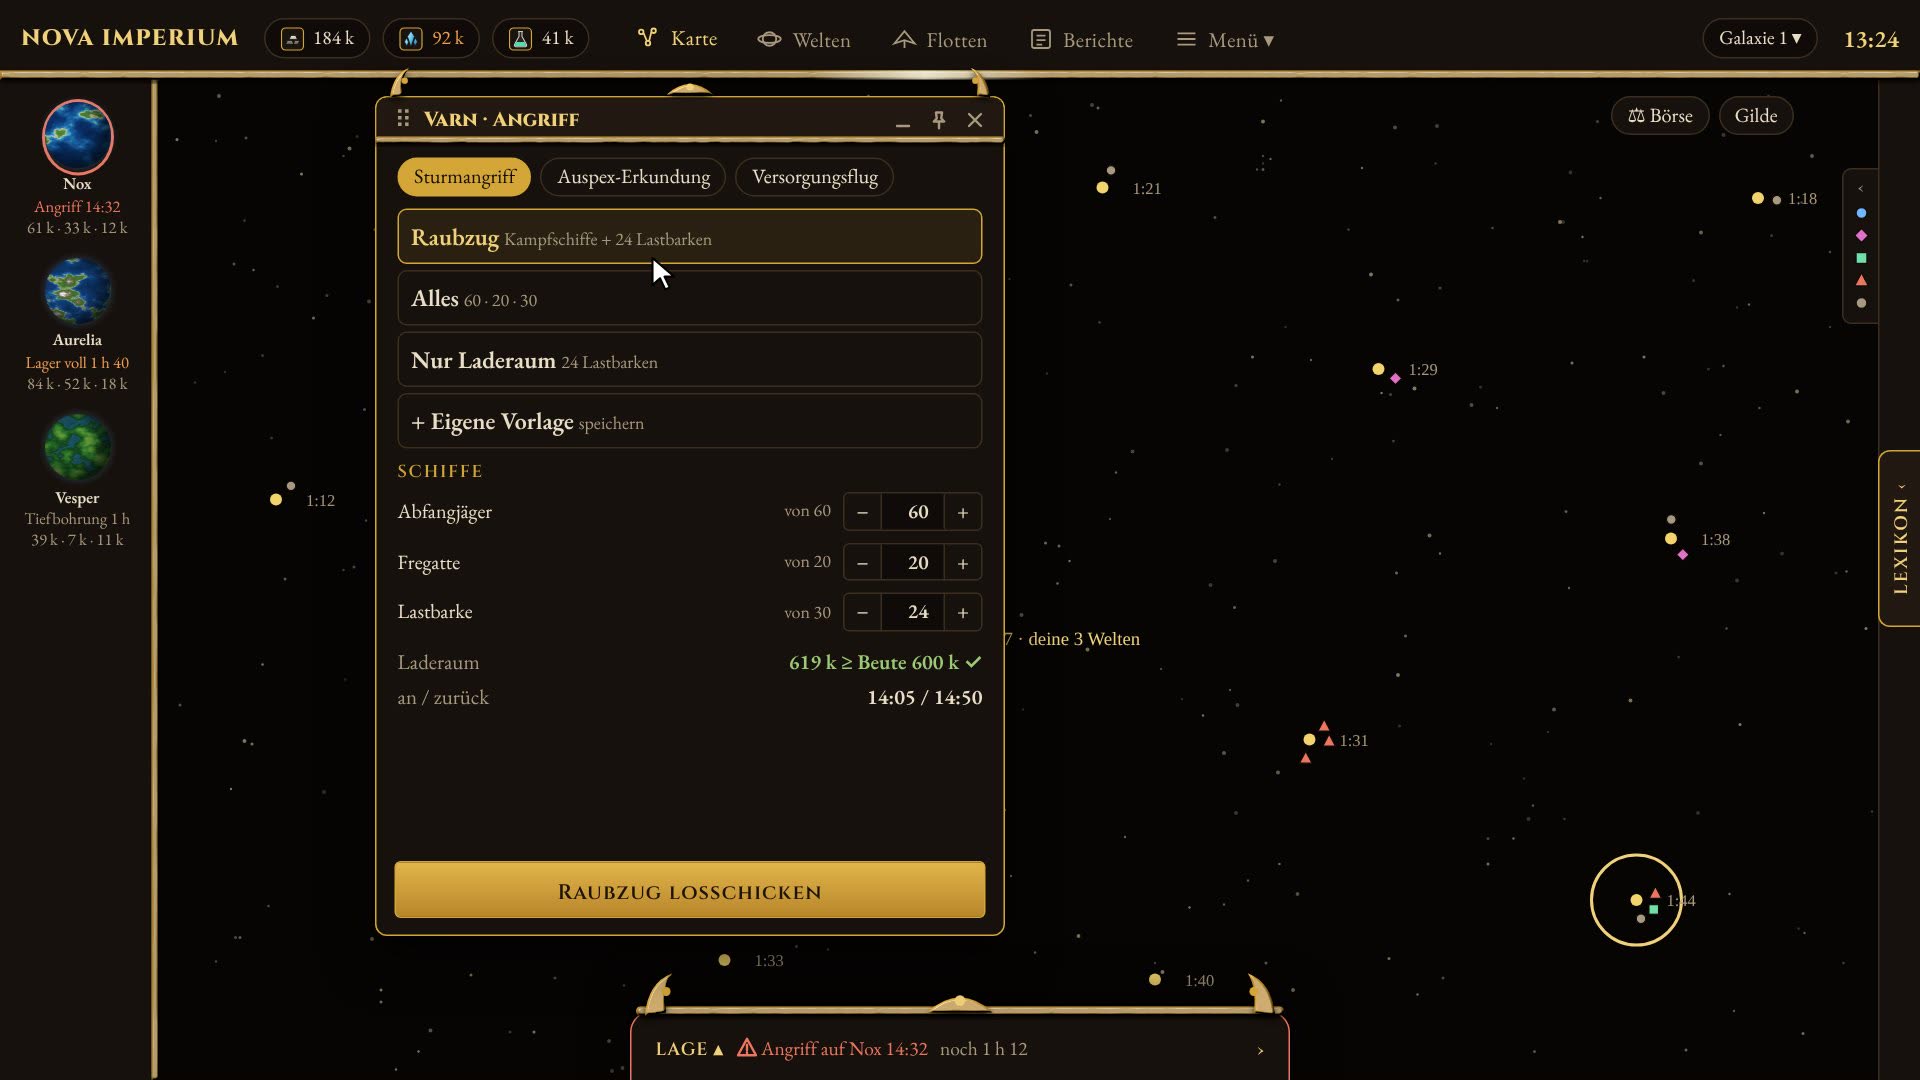 NOVA IMPERIUM 184 k 92 k 41 k Karte Welten Flotten Berichte Menü ▾ Galaxie 1 ▾ 13:24
Nox
Angriff 14:32
61 k · 33 k · 12 k
Aurelia
Lager voll 1 h 40
84 k · 52 k · 18 k
Vesper
Tiefbohrung 1 h
39 k · 7 k · 11 k
VARN · ANGRIFF
Sturmangriff Auspex-Erkundung Versorgungsflug
Raubzug Kampfschiffe + 24 Lastbarken
Alles 60 · 20 · 30
Nur Laderaum 24 Lastbarken
+ Eigene Vorlage speichern
SCHIFFE
Abfangjäger von 60 − 60 +
Fregatte von 20 − 20 +
Lastbarke von 30 − 24 +
Laderaum 619 k ≥ Beute 600 k ✓
an / zurück 14:05 / 14:50
RAUBZUG LOSSCHICKEN
Börse Gilde
1:21
1:18
1:29
1:12
1:38
7 · deine 3 Welten
1:31
1:44
1:33
1:40
LEXIKON ‹
LAGE ▴ Angriff auf Nox 14:32 noch 1 h 12 ›